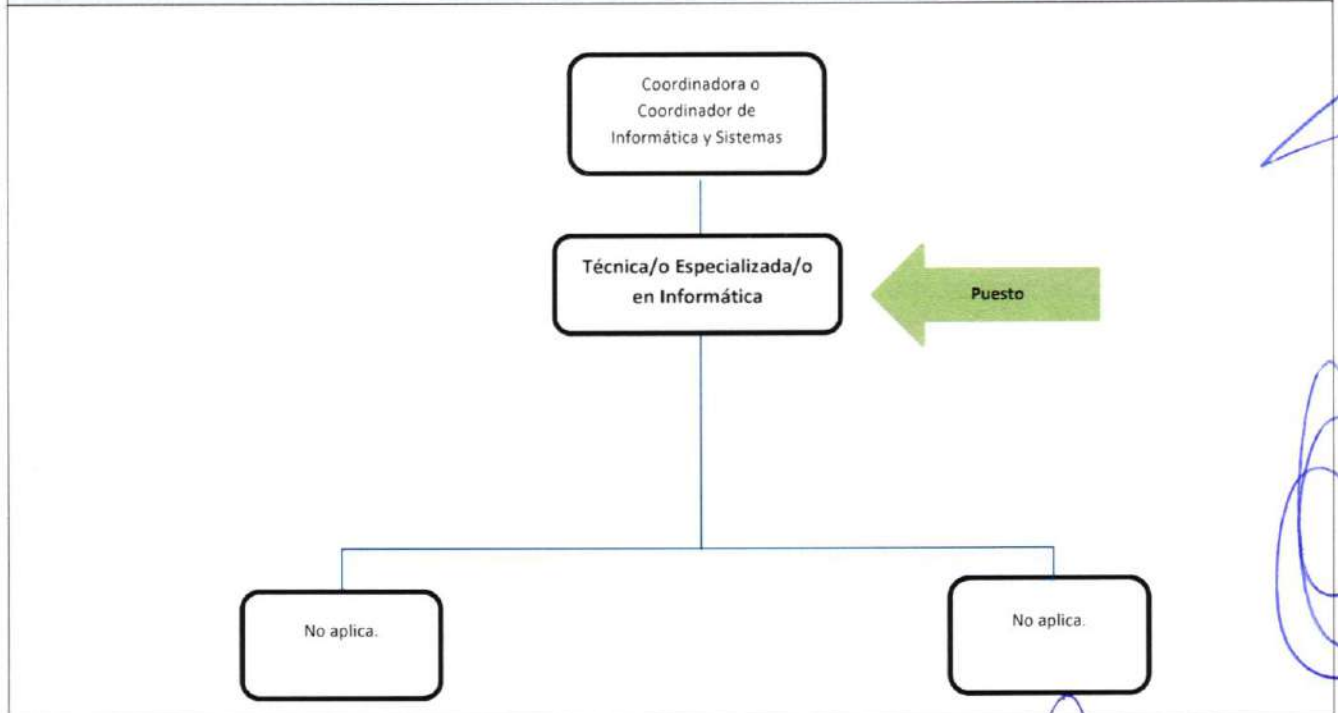 Coordinadora o
Coordinador de
Informática y Sistemas
Técnica/o Especializada/o
en Informática
Puesto
No aplica.
No aplica.